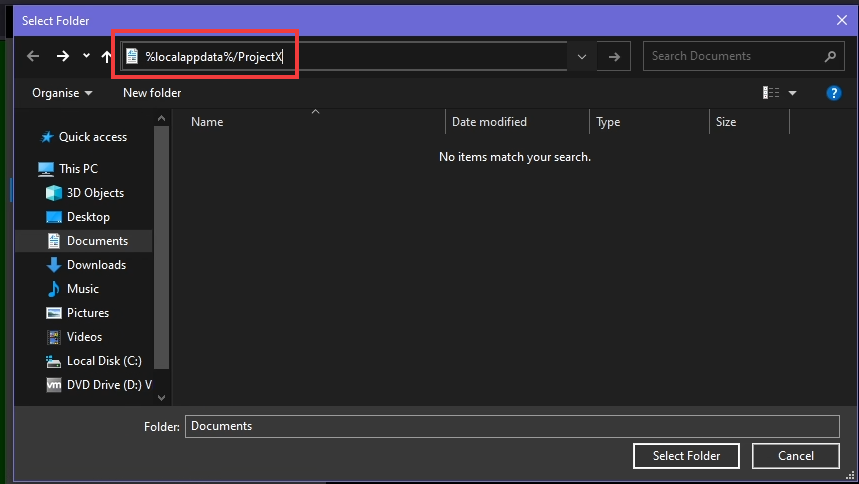 Select Folder
%localappdata%/ProjectX
Search Documents
Organise
New folder
?
Name
Date modified
Type
Size
No items match your search.
Quick access
This PC
3D Objects
Desktop
Documents
Downloads
Music
Pictures
Videos
Local Disk (C:)
vm DVD Drive (D:) V
Folder: Documents
Select Folder
Cancel